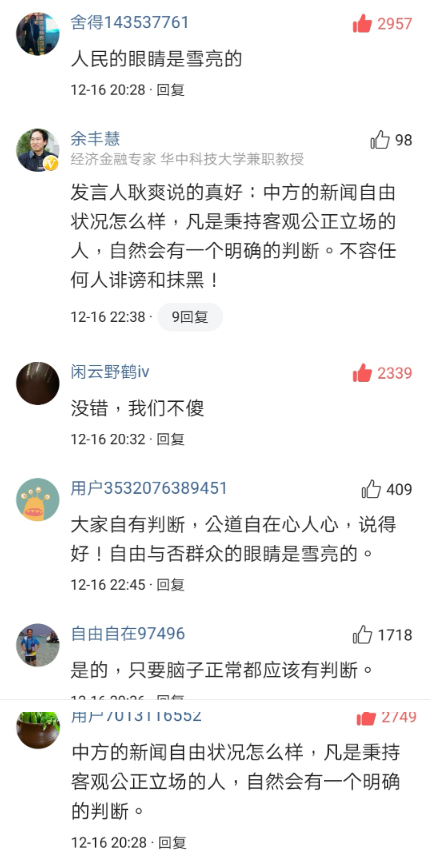 舍得143537761
2957
人民的眼睛是雪亮的
12-16 20:28 · 回复
余丰慧
98
经济金融专家 华中科技大学兼职教授
发言人耿爽说的真好：中方的新闻自由
状况怎么样，凡是秉持客观公正立场的
人，自然会有一个明确的判断。不容任
何人诽谤和抹黑！
12-16 22:38 · 9回复
闲云野鹤iv
2339
没错，我们不傻
12-16 20:32 · 回复
用户3532076389451
409
大家自有判断，公道自在心人心，说得
好！自由与否群众的眼睛是雪亮的。
12-16 22:45 · 回复
自由自在97496
1718
是的，只要脑子正常都应该有判断。
用户7013116552
2749
中方的新闻自由状况怎么样，凡是秉持
客观公正立场的人，自然会有一个明确
的判断。
12-16 20:28 · 回复